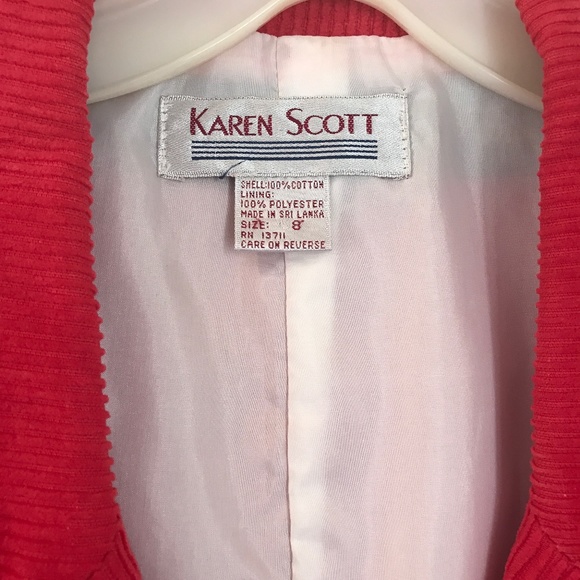 KAREN SCOTT
SHELL:100% COTTON
LINING:
100% POLYESTER
MADE IN SRI LANKA
SIZE: 8
RN 13711
CARE ON REVERSE